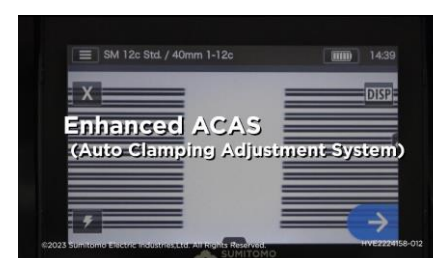 SM 12c Std. / 40mm 1-12c
14:39
X
DISP
Enhanced ACAS
(Auto Clamping Adjustment System)
©2023 Sumitomo Electric Industries,Ltd. All Rights Reserved.
HVE2224158-012
SUMITOMO